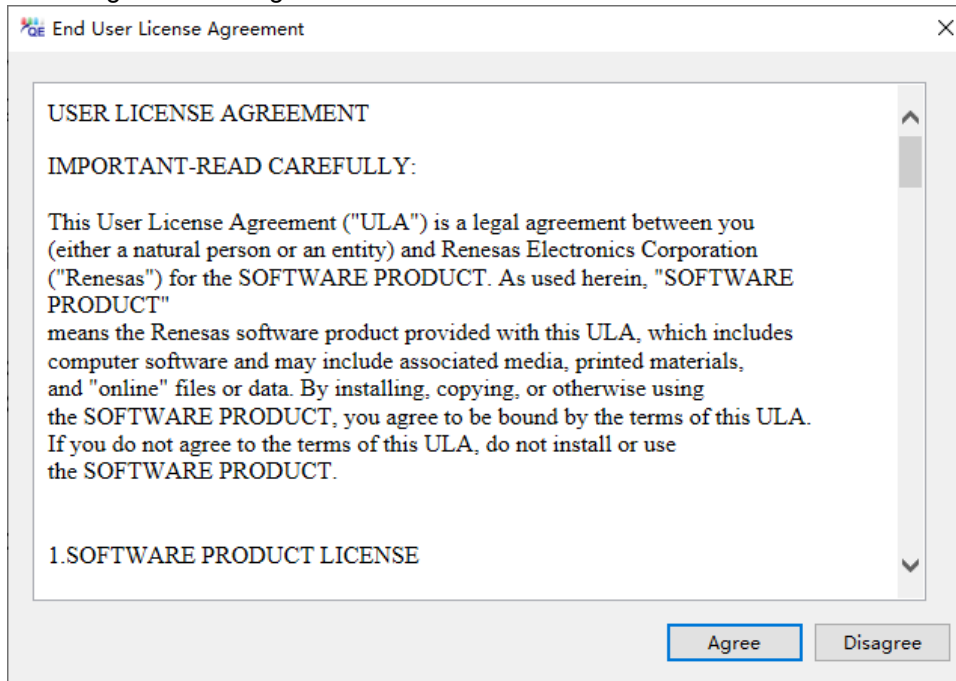 QE End User License Agreement
USER LICENSE AGREEMENT
IMPORTANT-READ CAREFULLY:
This User License Agreement ("ULA") is a legal agreement between you
(either a natural person or an entity) and Renesas Electronics Corporation
("Renesas") for the SOFTWARE PRODUCT. As used herein, "SOFTWARE
PRODUCT"
means the Renesas software product provided with this ULA, which includes
computer software and may include associated media, printed materials,
and "online" files or data. By installing, copying, or otherwise using
the SOFTWARE PRODUCT, you agree to be bound by the terms of this ULA.
If you do not agree to the terms of this ULA, do not install or use
the SOFTWARE PRODUCT.
1.SOFTWARE PRODUCT LICENSE
Agree Disagree